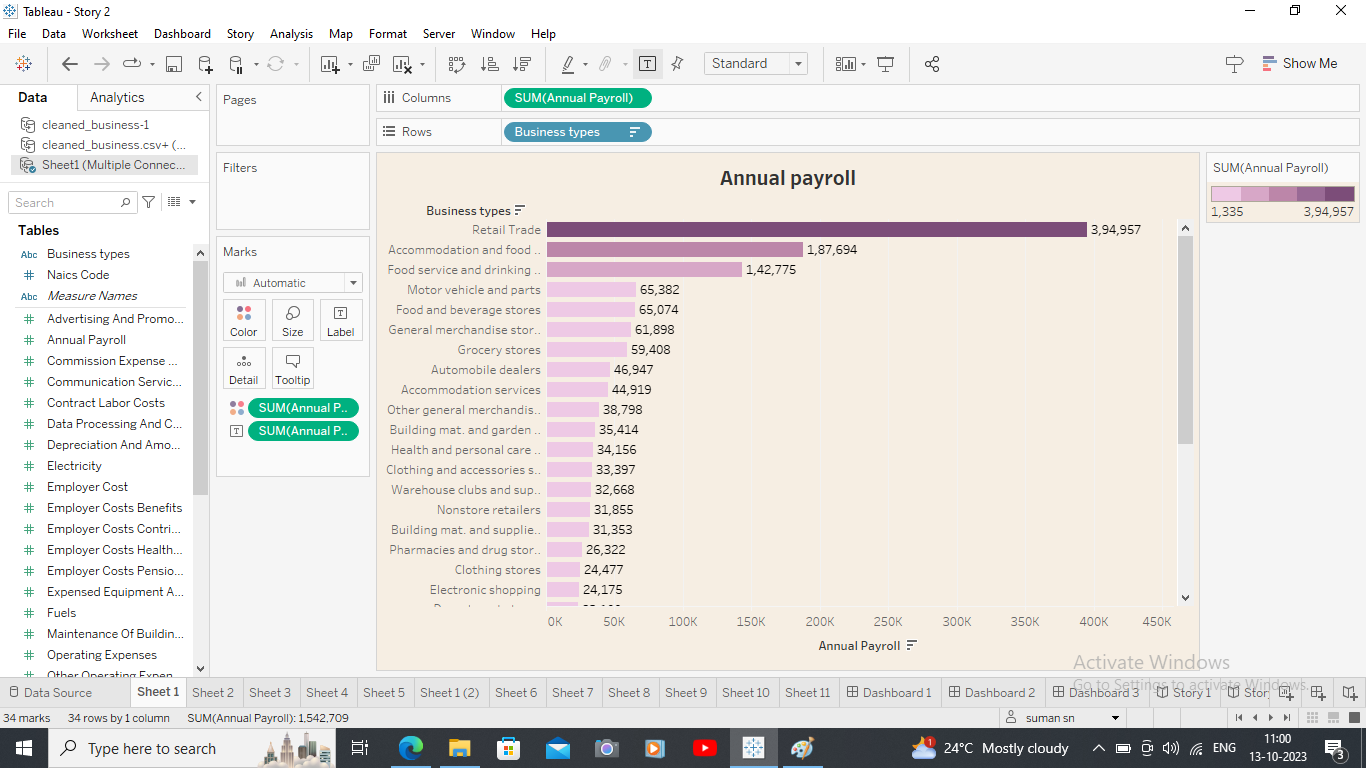 Tableau - Story 2
File Data Worksheet Dashboard Story Analysis Map Format Server Window Help
Standard
Show Me
Data Analytics
cleaned_business-1
cleaned_business.csv+ (...
Sheet1 (Multiple Connec...
Search
Tables
Abc Business types
# Naics Code
Abc Measure Names
# Advertising And Promo...
# Annual Payroll
# Commission Expense ...
# Communication Servic...
# Contract Labor Costs
# Data Processing And C...
# Depreciation And Amo...
# Electricity
# Employer Cost
# Employer Costs Benefits
# Employer Costs Contri...
# Employer Costs Health...
# Employer Costs Pensio...
# Expensed Equipment A...
# Fuels
# Maintenance Of Buildin...
# Operating Expenses
# Other Operating Expen
Pages
Filters
Marks
Automatic
Color Size Label
Detail Tooltip
SUM(Annual P..
SUM(Annual P..
Columns SUM(Annual Payroll)
Rows Business types
Annual payroll
Business types
Retail Trade 3,94,957
Accommodation and food .. 1,87,694
Food service and drinking .. 1,42,775
Motor vehicle and parts 65,382
Food and beverage stores 65,074
General merchandise stor.. 61,898
Grocery stores 59,408
Automobile dealers 46,947
Accommodation services 44,919
Other general merchandis.. 38,798
Building mat. and garden .. 35,414
Health and personal care .. 34,156
Clothing and accessories s.. 33,397
Warehouse clubs and sup.. 32,668
Nonstore retailers 31,855
Building mat. and supplie.. 31,353
Pharmacies and drug stor.. 26,322
Clothing stores 24,477
Electronic shopping 24,175
0K 50K 100K 150K 200K 250K 300K 350K 400K 450K
Annual Payroll
SUM(Annual Payroll)
1,335 3,94,957
Activate Windows
Go to Settings to activate Windows.
Data Source Sheet 1 Sheet 2 Sheet 3 Sheet 4 Sheet 5 Sheet 1 (2) Sheet 6 Sheet 7 Sheet 8 Sheet 9 Sheet 10 Sheet 11 Dashboard 1 Dashboard 2 Dashboard 3 Story 1 Stor
34 marks 34 rows by 1 column SUM(Annual Payroll): 1,542,709 suman sn
Type here to search 1 24°C Mostly cloudy ENG 11:00
13-10-2023 3